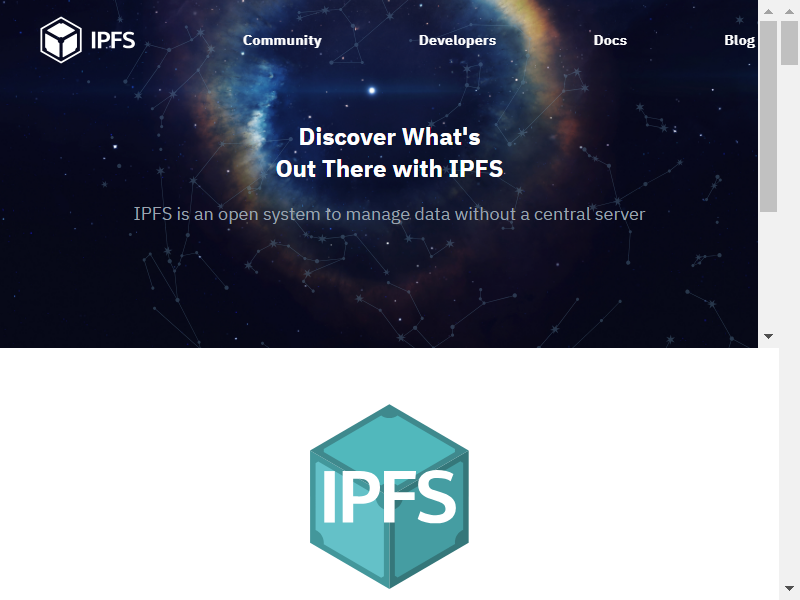 IPFS
Community
Developers
Docs
Blog
Discover What's
Out There with IPFS
IPFS is an open system to manage data without a central server
IPFS